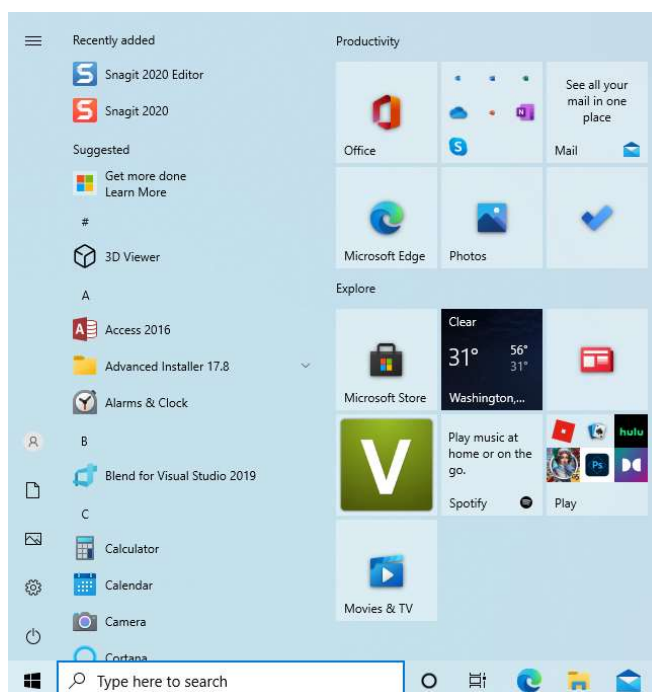 Recently added
Snagit 2020 Editor
Snagit 2020
Suggested
Get more done
Learn More
#
3D Viewer
A
Access 2016
Advanced Installer 17.8
Alarms & Clock
B
Blend for Visual Studio 2019
C
Calculator
Calendar
Camera
Cortana
Productivity
Office
See all your
mail in one
place
Mail
Microsoft Edge
Photos
Explore
Microsoft Store
Clear
31°
56°
31°
Washington,...
V
Play music at
home or on the
go.
Spotify
hulu
Ps
Play
Movies & TV
Type here to search